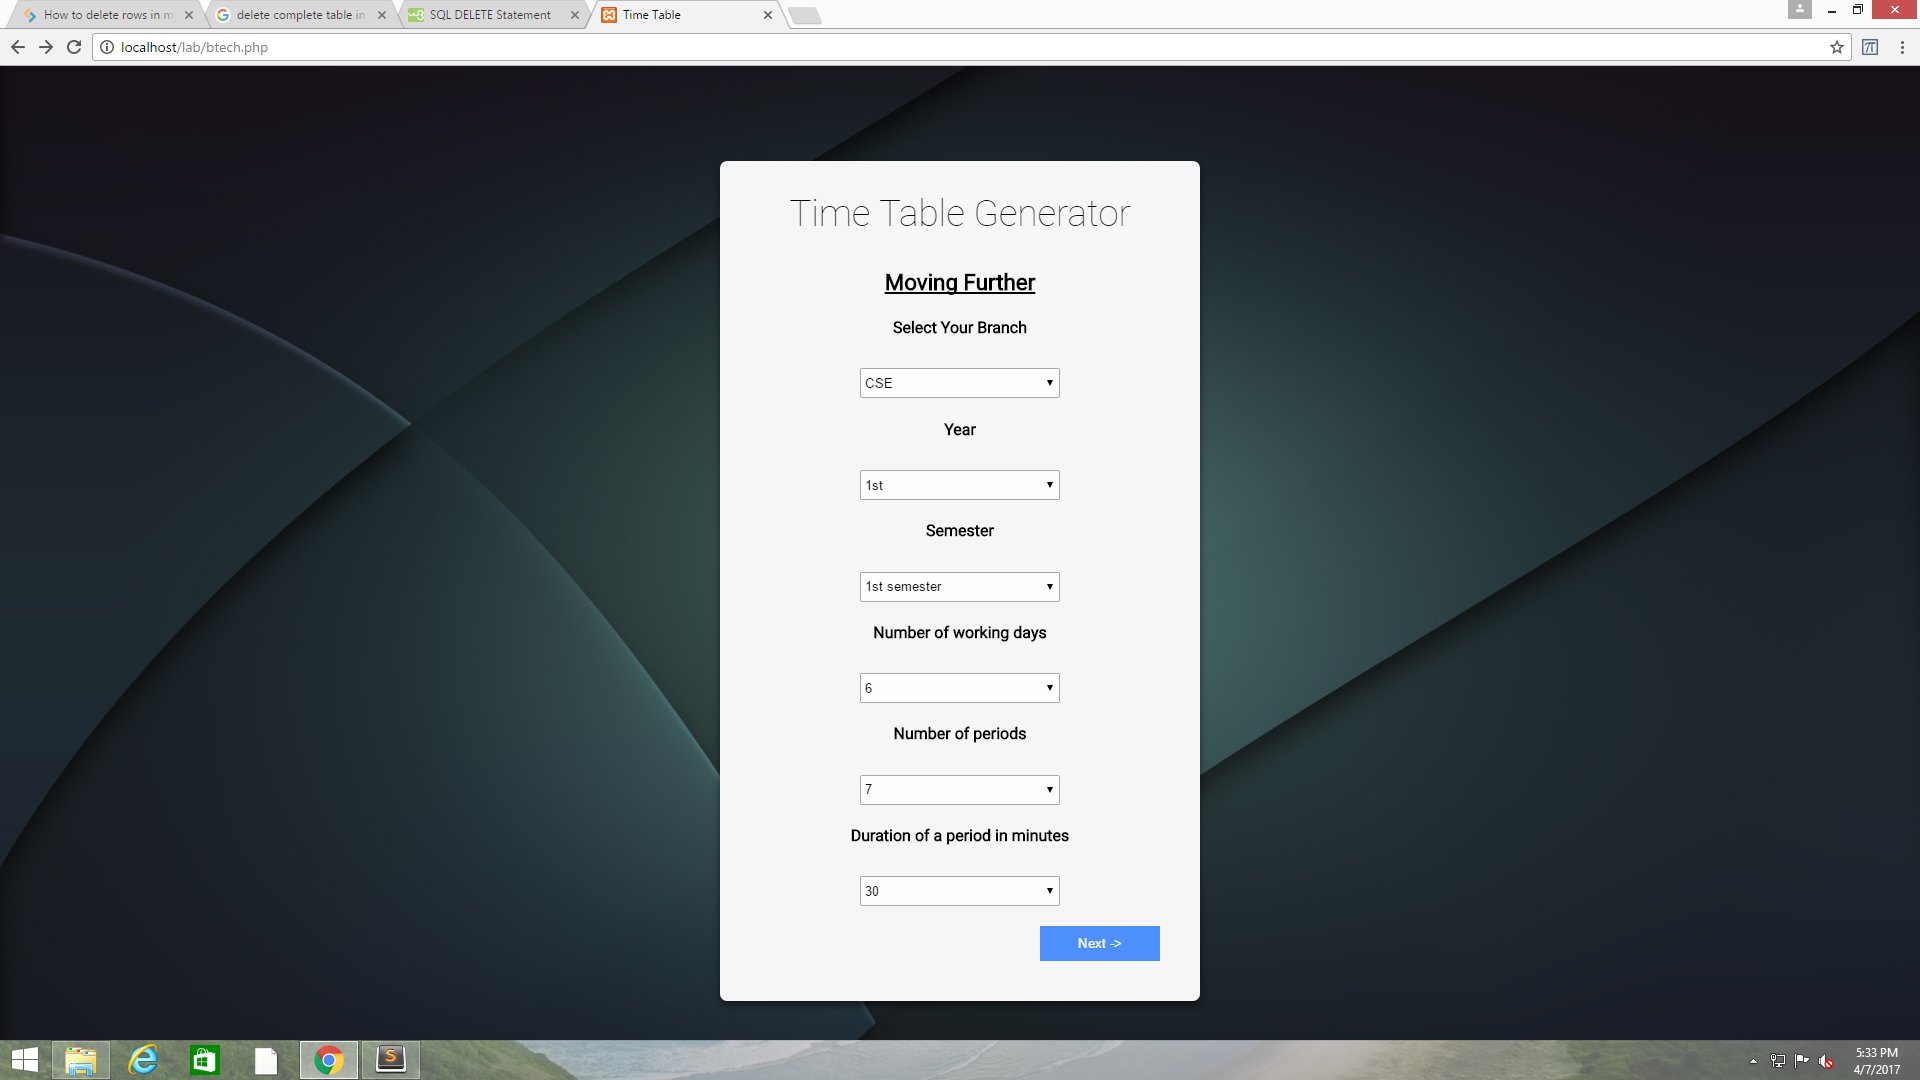 How to delete rows in m
delete complete table in
SQL DELETE Statement
Time Table
localhost/lab/btech.php
Time Table Generator
Moving Further
Select Your Branch
CSE
Year
1st
Semester
1st semester
Number of working days
6
Number of periods
7
Duration of a period in minutes
30
Next ->
5:33 PM
4/7/2017